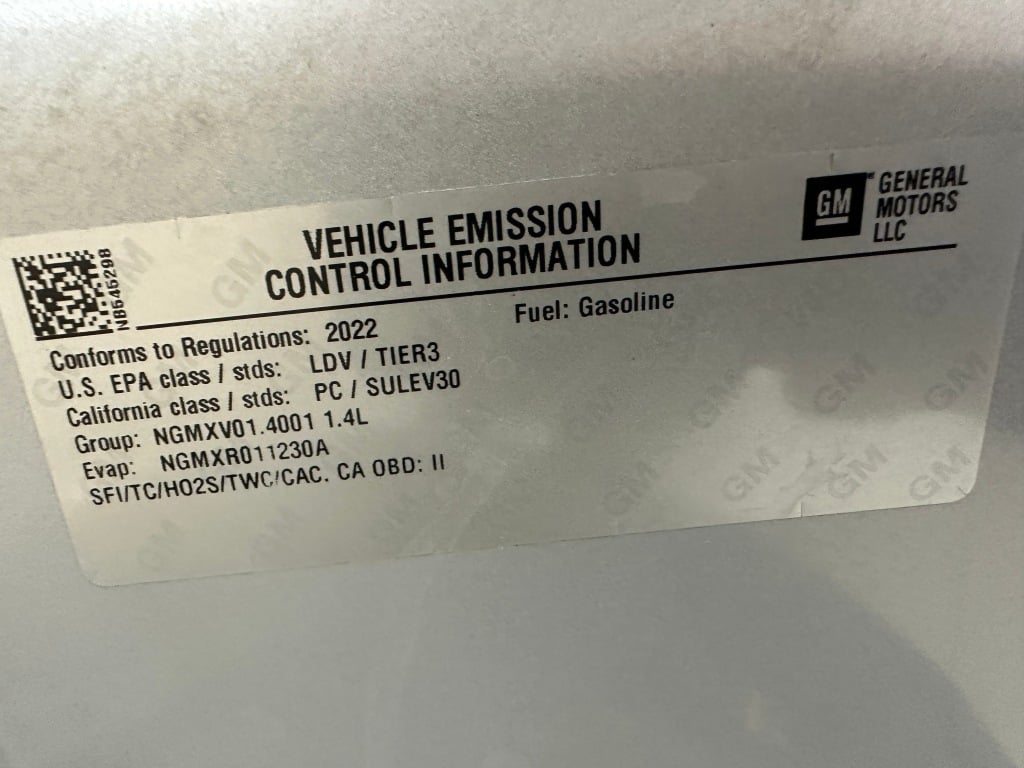 VEHICLE EMISSION
CONTROL INFORMATION
GM GENERAL
MOTORS
LLC
NB545298
Conforms to Regulations: 2022
Fuel: Gasoline
U.S. EPA class / stds: LDV / TIER3
California class / stds: PC / SULEV30
Group: NGMXV01.4001 1.4L
Evap: NGMXR011230A
SFI/TC/HO2S/TWC/CAC. CA OBD: II